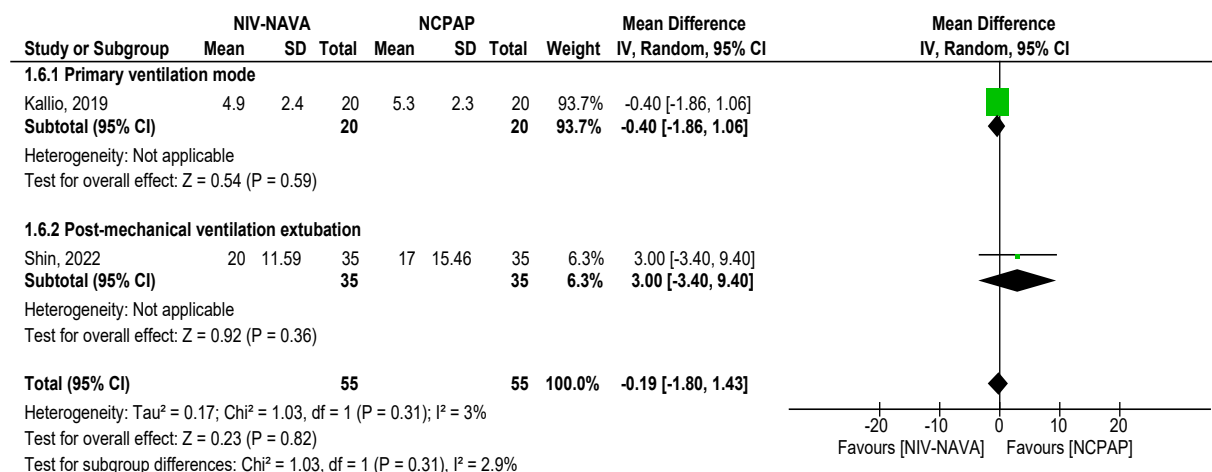 NIV-NAVA NCPAP Mean Difference Mean Difference
Study or Subgroup Mean SD Total Mean SD Total Weight IV, Random, 95% CI IV, Random, 95% CI
1.6.1 Primary ventilation mode
Kallio, 2019 4.9 2.4 20 5.3 2.3 20 93.7% -0.40 [-1.86, 1.06]
Subtotal (95% CI) 20 20 93.7% -0.40 [-1.86, 1.06]
Heterogeneity: Not applicable
Test for overall effect: Z = 0.54 (P = 0.59)
1.6.2 Post-mechanical ventilation extubation
Shin, 2022 20 11.59 35 17 15.46 35 6.3% 3.00 [-3.40, 9.40]
Subtotal (95% CI) 35 35 6.3% 3.00 [-3.40, 9.40]
Heterogeneity: Not applicable
Test for overall effect: Z = 0.92 (P = 0.36)
Total (95% CI) 55 55 100.0% -0.19 [-1.80, 1.43]
Heterogeneity: Tau² = 0.17; Chi² = 1.03, df = 1 (P = 0.31); I² = 3%
Test for overall effect: Z = 0.23 (P = 0.82)
Test for subgroup differences: Chi² = 1.03, df = 1 (P = 0.31), I² = 2.9%
-20 -10 0 10 20
Favours [NIV-NAVA] Favours [NCPAP]